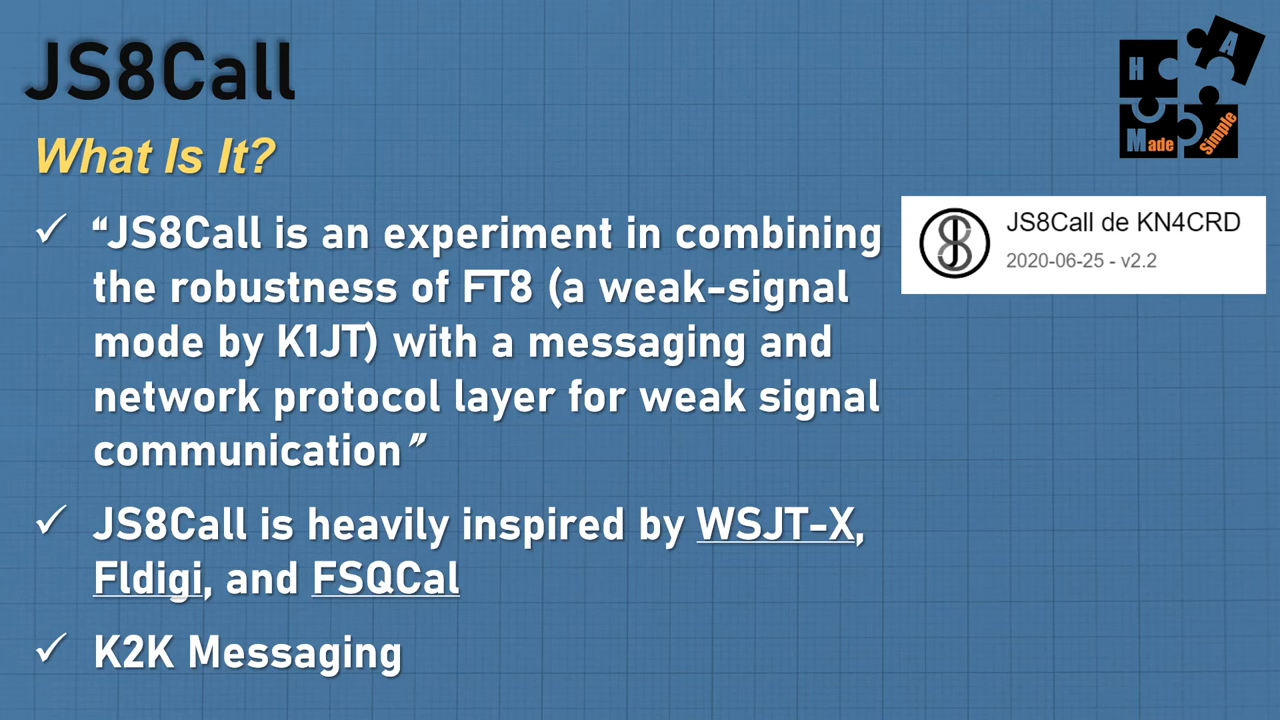 JS8Call
H A
Made Simple
What Is It?
✓ “JS8Call is an experiment in combining
the robustness of FT8 (a weak-signal
mode by K1JT) with a messaging and
network protocol layer for weak signal
communication”
JS8Call de KN4CRD
2020-06-25 - v2.2
✓ JS8Call is heavily inspired by WSJT-X,
Fldigi, and FSQCal
✓ K2K Messaging